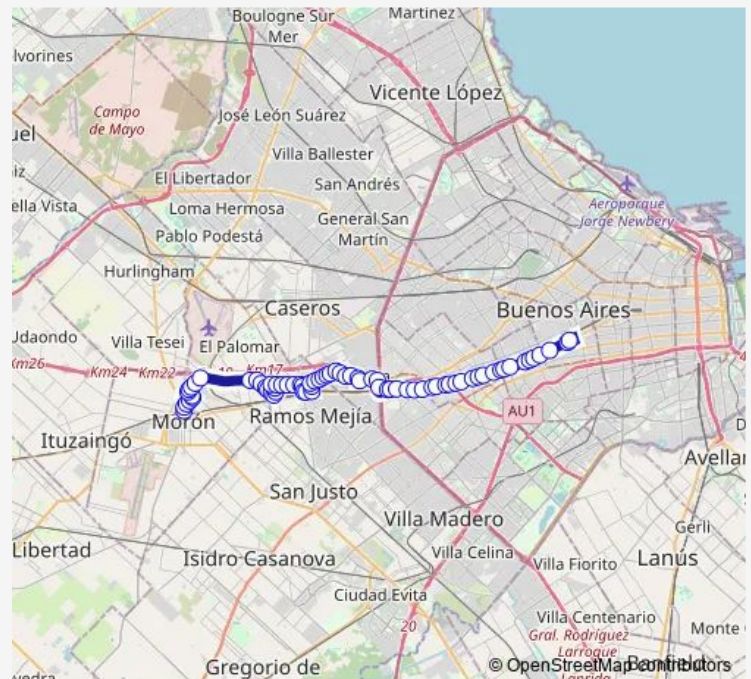 Boulogne Sur
Mer
Martinez
lvorines
Vicente López
Campo
de Mayo
José León Suárez
uel
Villa Ballester
El Libertador
San Andrés
ella Vista
Loma Hermosa
General San
Martín
Aeroparque
Jorge Newbery
Pablo Podestá
Hurlingham
Caseros
Buenos Aires
Udaondo
Villa Tesei
El Palomar
Km26
Km24
Km22
Km17
Morón
Ramos Mejía
AU1
Ituzaingó
Avellan
San Justo
Villa Madero
Gerli
Libertad
Isidro Casanova
Villa Celina
Villa Fiorito
Lanús
Ciudad Evita
Villa Centenario
20
Gral. Rodríguez
Monte
Larroque
Gregorio de
© OpenStreetMap contributors
Banfield